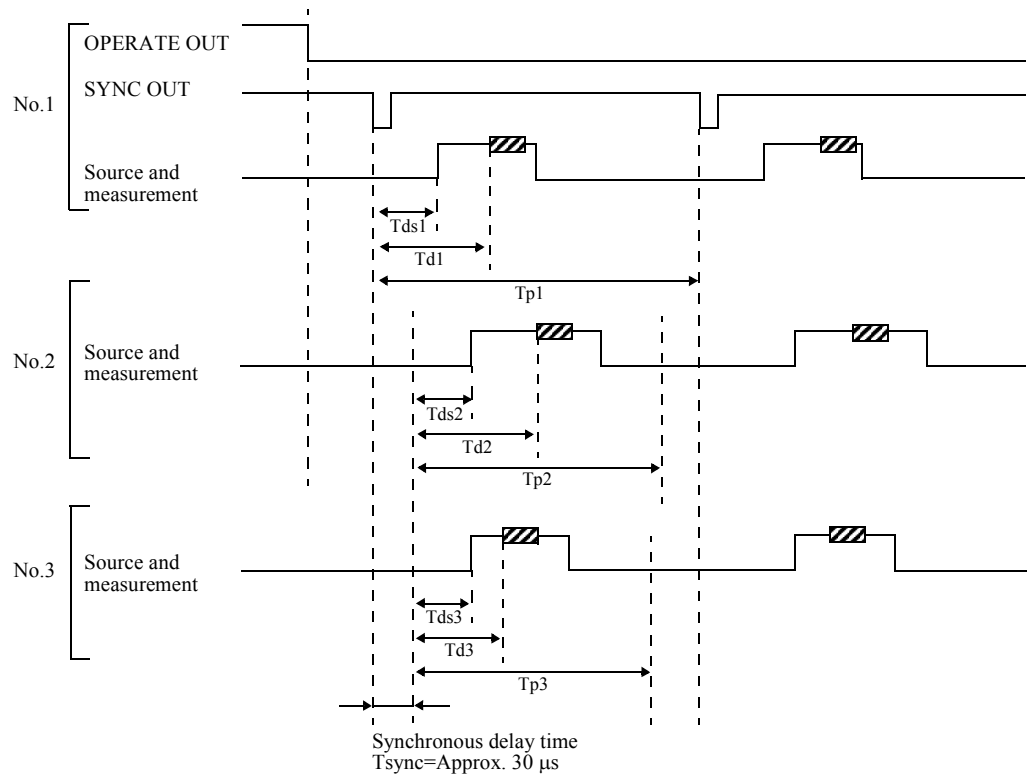 OPERATE OUT
SYNC OUT
No.1
Source and
measurement
Tds1
Td1
Tp1
No.2
Source and
measurement
Tds2
Td2
Tp2
No.3
Source and
measurement
Tds3
Td3
Tp3
Synchronous delay time
Tsync=Approx. 30 μs